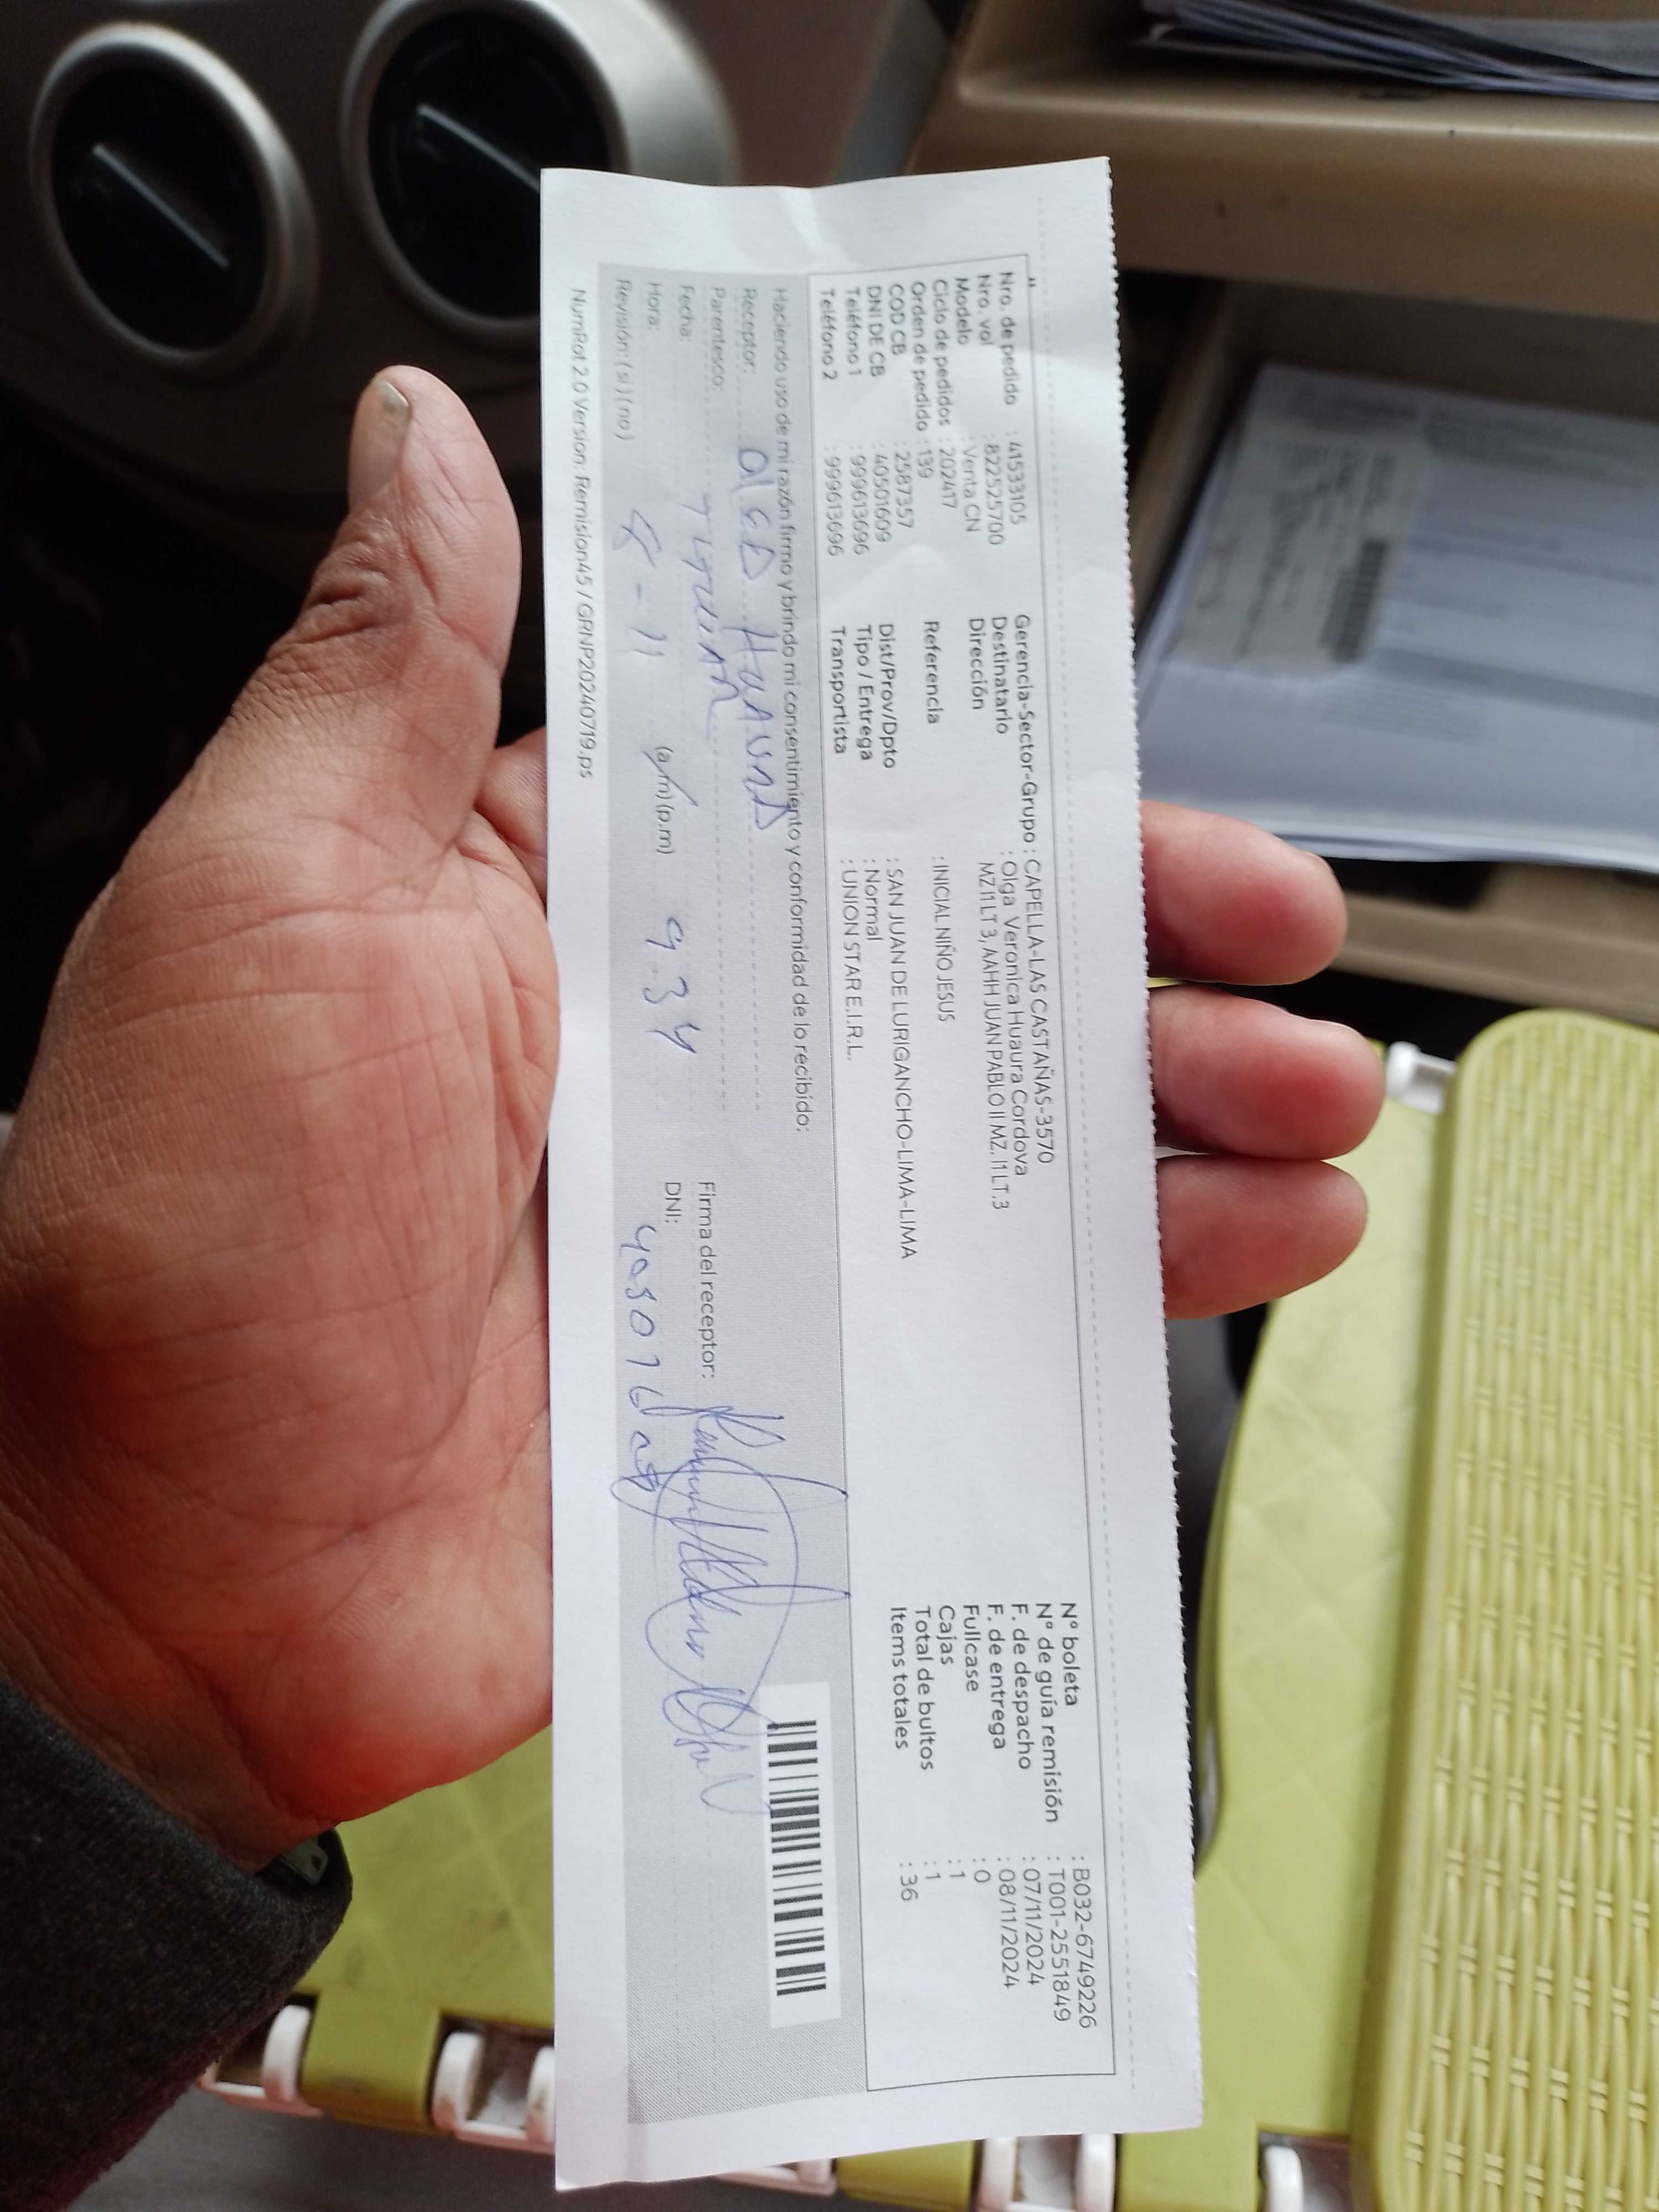 Nro. de pedido : 41533105
Nro. vol : 822525700
Modelo : Venta CN
Ciclo de pedidos : 202417
Orden de pedido : 139
COD CB : 2587357
DNI DE CB : 40501609
Teléfono 1 : 999613696
Teléfono 2 : 999613696
Gerencia-Sector-Grupo : CAPELLA-LAS CASTAÑAS-3570
Destinatario : Olga Veronica Huaura Cordova
Dirección MZ I1 LT 3, AAHH JUAN PABLO II MZ. I1 LT.3
Referencia : INICIAL NIÑO JESUS
Dist/Prov/Dpto : SAN JUAN DE LURIGANCHO-LIMA-LIMA
Tipo / Entrega : Normal
Transportista : UNION STAR E.I.R.L.
N° boleta : B032-6749226
N° de guía remisión : T001-2551849
F. de despacho : 07/11/2024
F. de entrega : 08/11/2024
Fullcase : 0
Cajas : 1
Total de bultos : 1
Items totales : 36
Haciendo uso de mi razón firmo y brindo mi consentimiento y conformidad de lo recibido:
Receptor: OlgA HuAurA
Parentesco: TITULAR
Fecha: 8-11
Hora: (a.m)(p.m) 934
Revisión: (si) (no)
Firma del receptor:
DNI: 40501609
NumRot 2.0 Version: Remision45 / GRNP20240719.ps